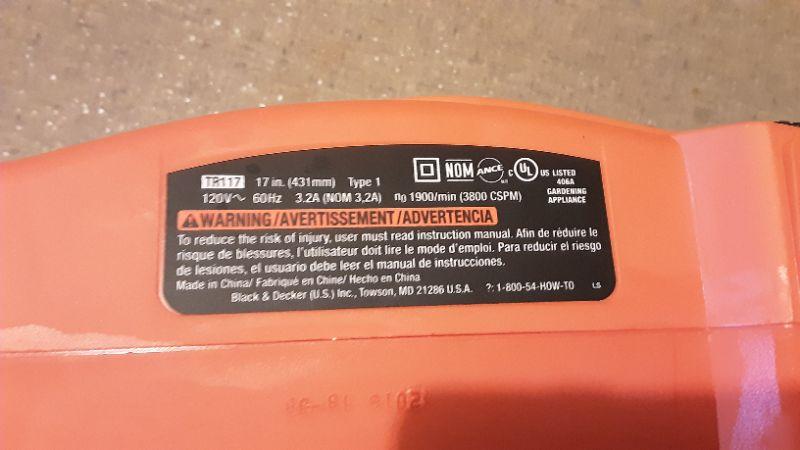 TR117 17 in. (431mm) Type 1
NOM ANCE C UL US LISTED
406A
GARDENING
APPLIANCE
120V~ 60Hz 3.2A (NOM 3,2A) n0 1900/min (3800 CSPM)
WARNING/AVERTISSEMENT/ADVERTENCIA
To reduce the risk of injury, user must read instruction manual. Afin de réduire le
risque de blessures, l'utilisateur doit lire le mode d'emploi. Para reducir el riesgo
de lesiones, el usuario debe leer el manual de instrucciones.
Made in China/ Fabriqué en Chine/ Hecho en China
Black & Decker (U.S.) Inc., Towson, MD 21286 U.S.A. ?: 1-800-54-HOW-TO LS